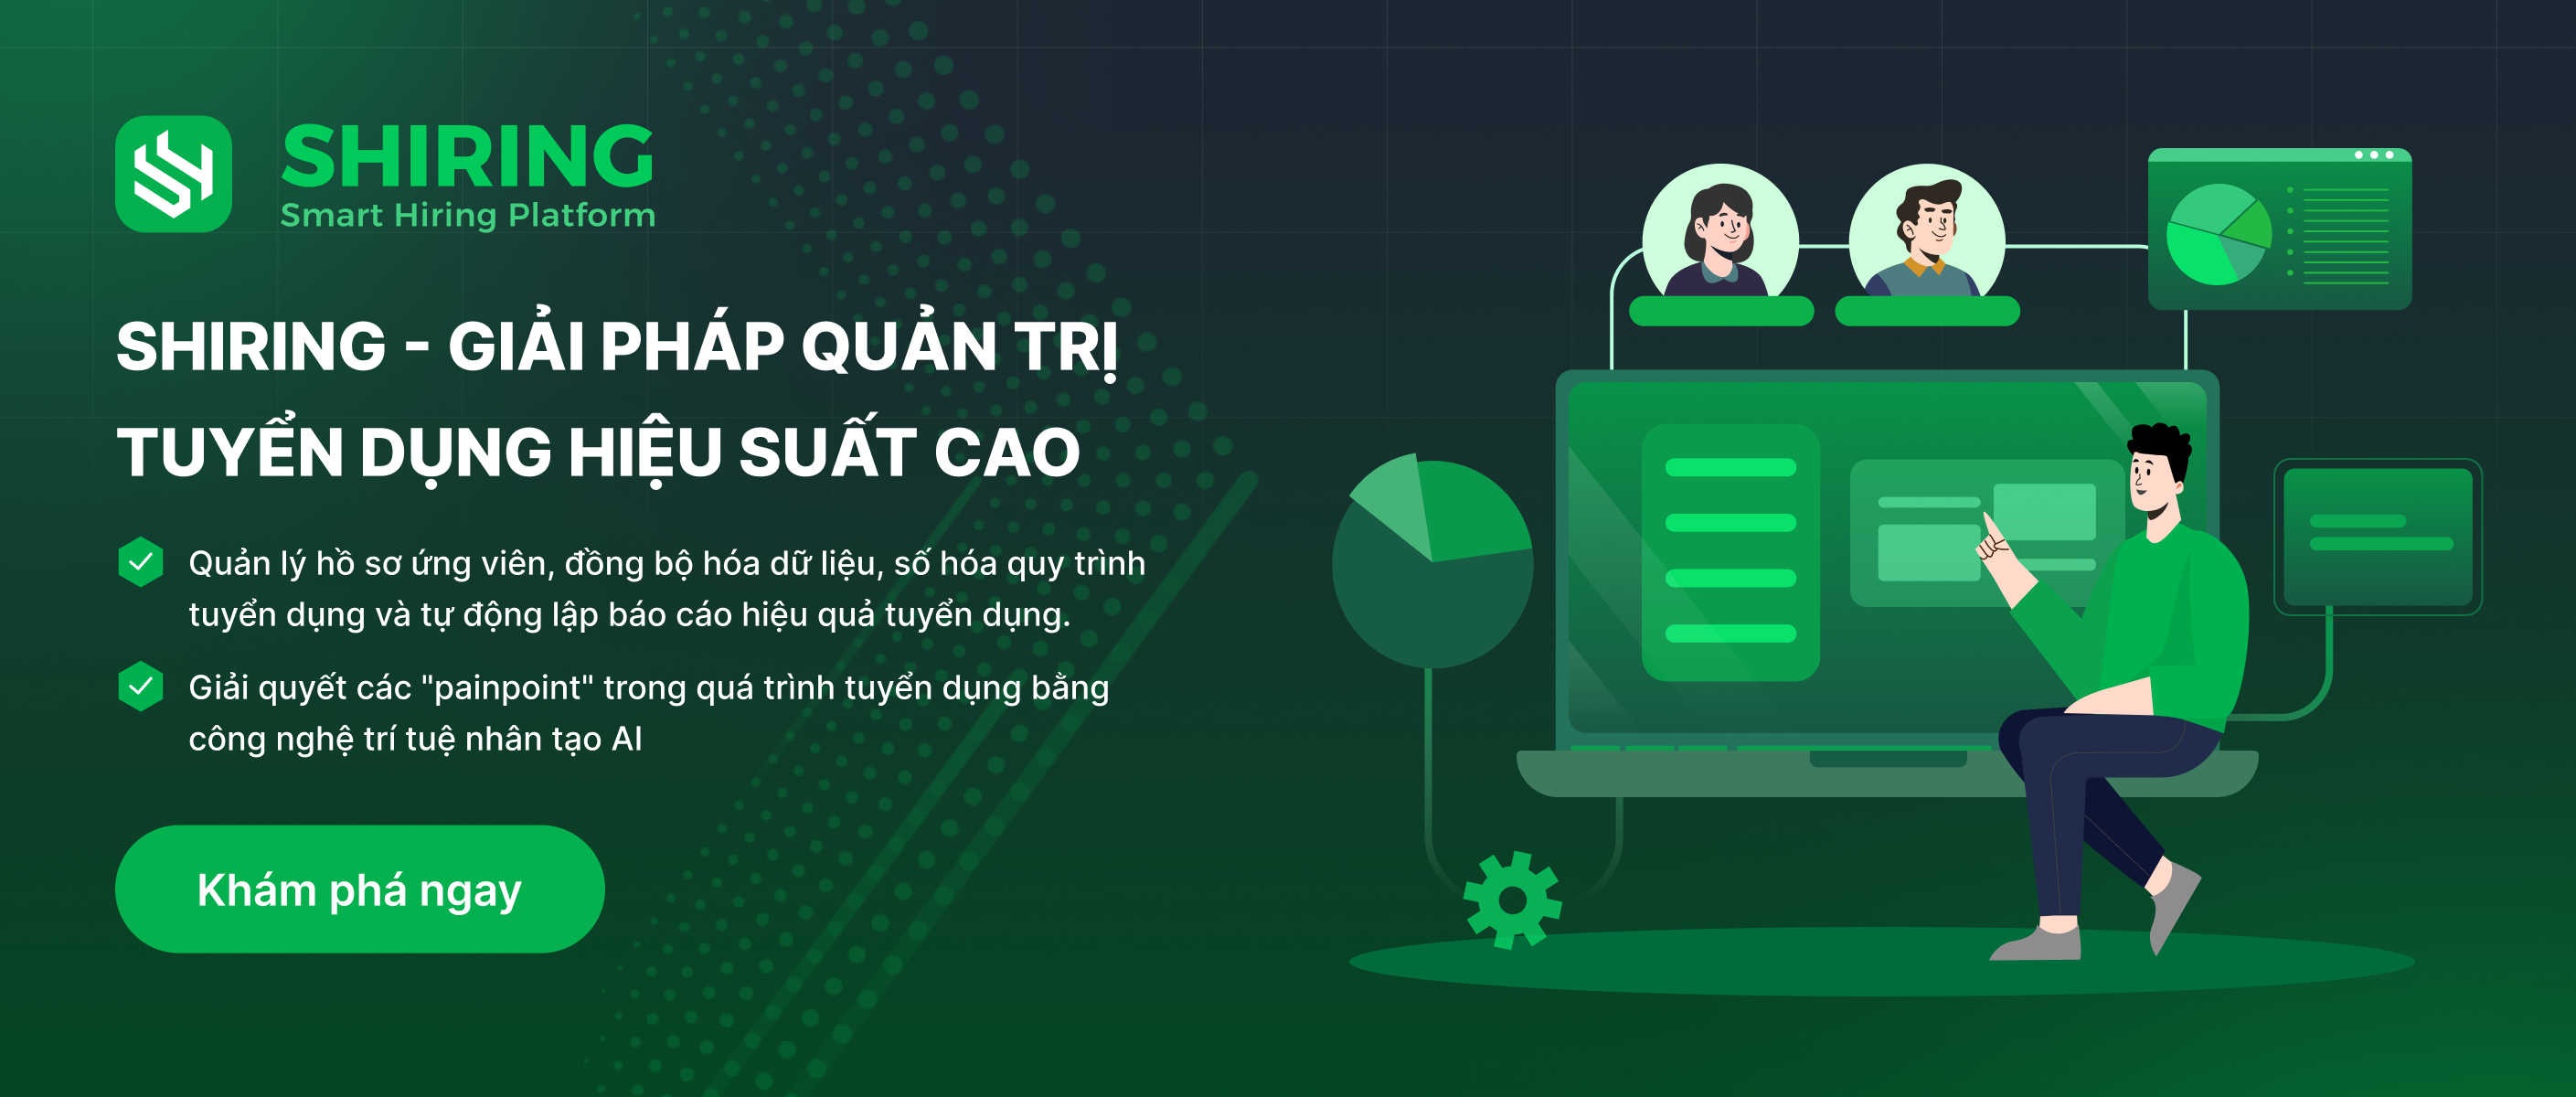 SHIRING
Smart Hiring Platform
SHIRING - GIẢI PHÁP QUẢN TRỊ
TUYỂN DỤNG HIỆU SUẤT CAO
Quản lý hồ sơ ứng viên, đồng bộ hóa dữ liệu, số hóa quy trình
tuyển dụng và tự động lập báo cáo hiệu quả tuyển dụng.
Giải quyết các "painpoint" trong quá trình tuyển dụng bằng
công nghệ trí tuệ nhân tạo AI
Khám phá ngay